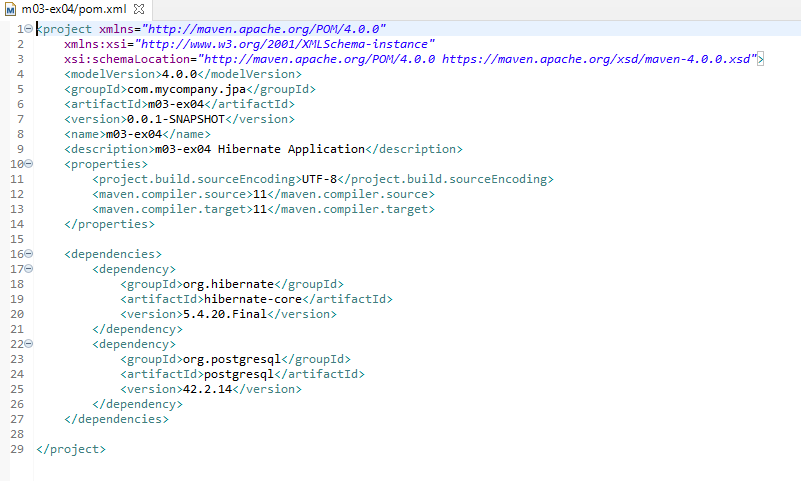 m03-ex04/pom.xml
1 <project xmlns="http://maven.apache.org/POM/4.0.0"
2     xmlns:xsi="http://www.w3.org/2001/XMLSchema-instance"
3     xsi:schemaLocation="http://maven.apache.org/POM/4.0.0 https://maven.apache.org/xsd/maven-4.0.0.xsd">
4     <modelVersion>4.0.0</modelVersion>
5     <groupId>com.mycompany.jpa</groupId>
6     <artifactId>m03-ex04</artifactId>
7     <version>0.0.1-SNAPSHOT</version>
8     <name>m03-ex04</name>
9     <description>m03-ex04 Hibernate Application</description>
10     <properties>
11         <project.build.sourceEncoding>UTF-8</project.build.sourceEncoding>
12         <maven.compiler.source>11</maven.compiler.source>
13         <maven.compiler.target>11</maven.compiler.target>
14     </properties>
15
16     <dependencies>
17         <dependency>
18             <groupId>org.hibernate</groupId>
19             <artifactId>hibernate-core</artifactId>
20             <version>5.4.20.Final</version>
21         </dependency>
22         <dependency>
23             <groupId>org.postgresql</groupId>
24             <artifactId>postgresql</artifactId>
25             <version>42.2.14</version>
26         </dependency>
27     </dependencies>
28
29 </project>